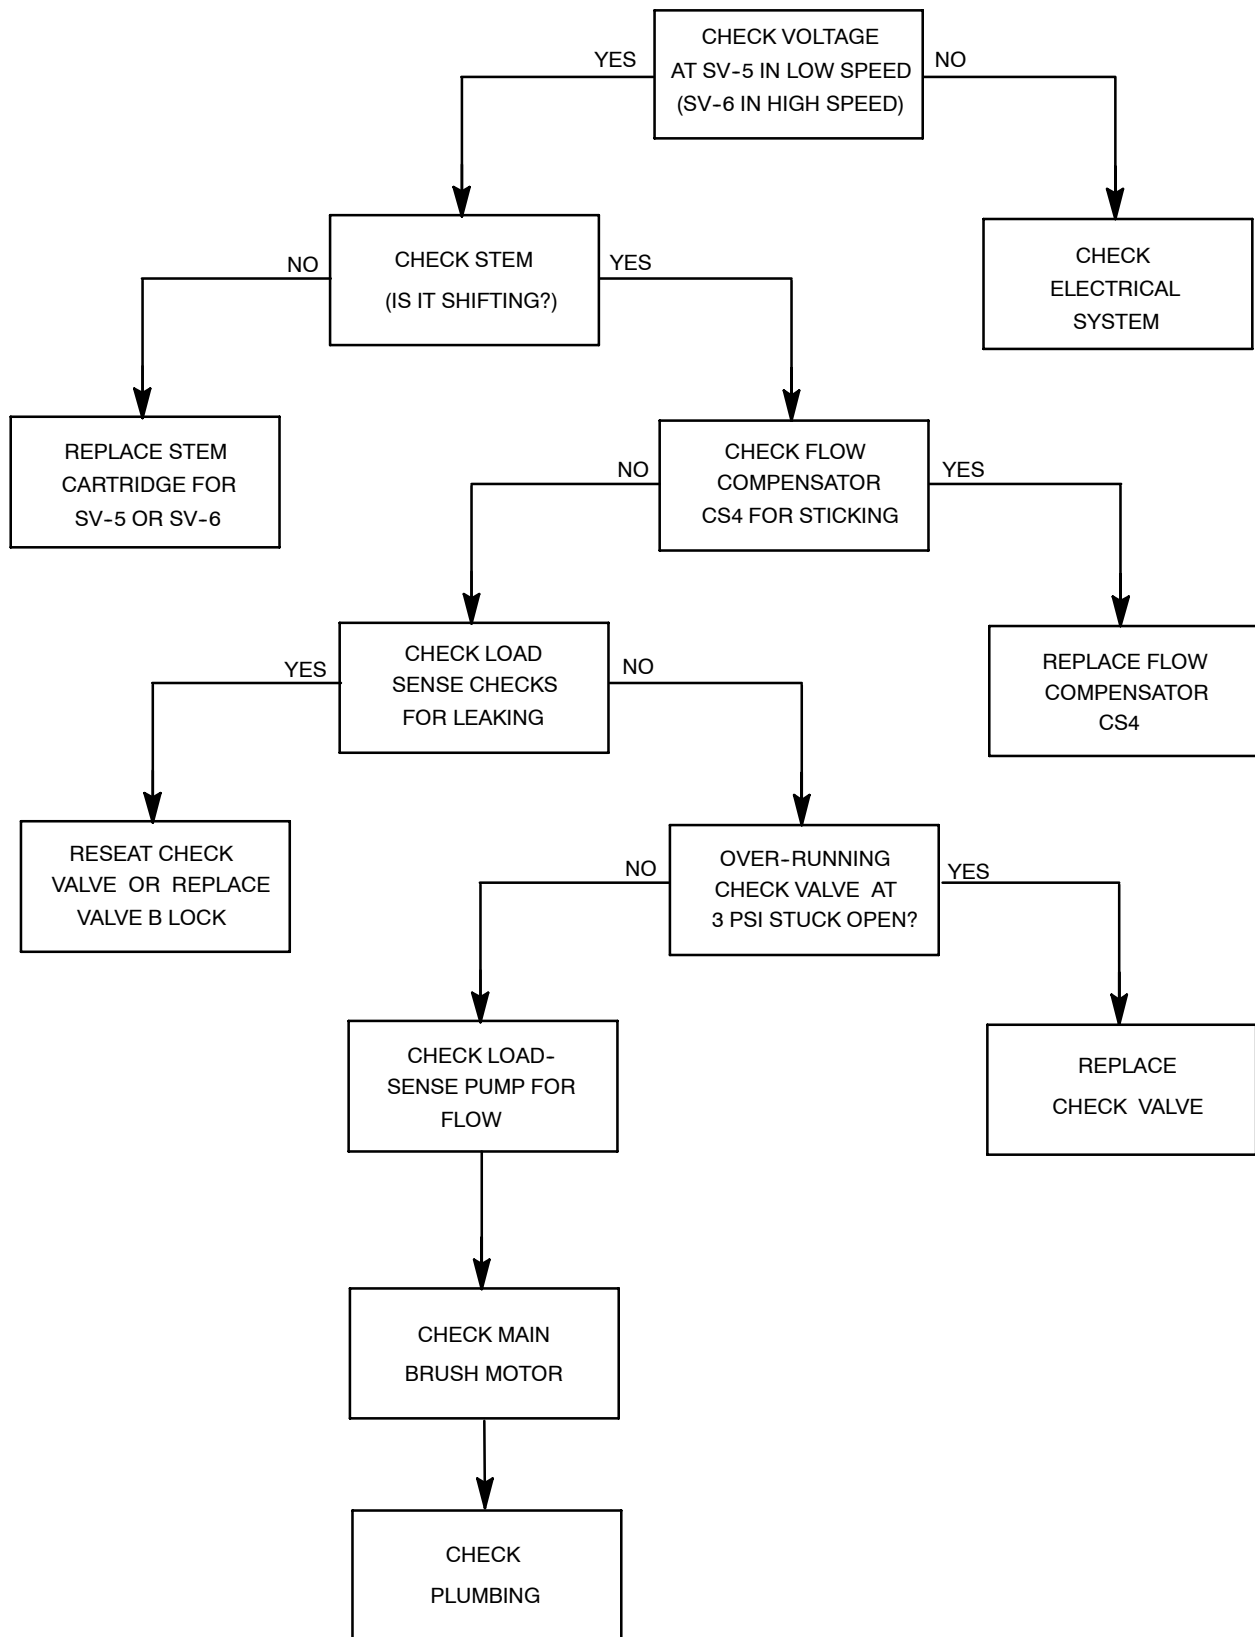 CHECK VOLTAGE
AT SV-5 IN LOW SPEED
(SV-6 IN HIGH SPEED)
YES
NO
CHECK STEM
(IS IT SHIFTING?)
NO
YES
CHECK
ELECTRICAL
SYSTEM
REPLACE STEM
CARTRIDGE FOR
SV-5 OR SV-6
CHECK FLOW
COMPENSATOR
CS4 FOR STICKING
NO
YES
CHECK LOAD
SENSE CHECKS
FOR LEAKING
YES
NO
REPLACE FLOW
COMPENSATOR
CS4
RESEAT CHECK
VALVE OR REPLACE
VALVE B LOCK
OVER-RUNNING
CHECK VALVE AT
3 PSI STUCK OPEN?
NO
YES
CHECK LOAD-
SENSE PUMP FOR
FLOW
REPLACE
CHECK VALVE
CHECK MAIN
BRUSH MOTOR
CHECK
PLUMBING